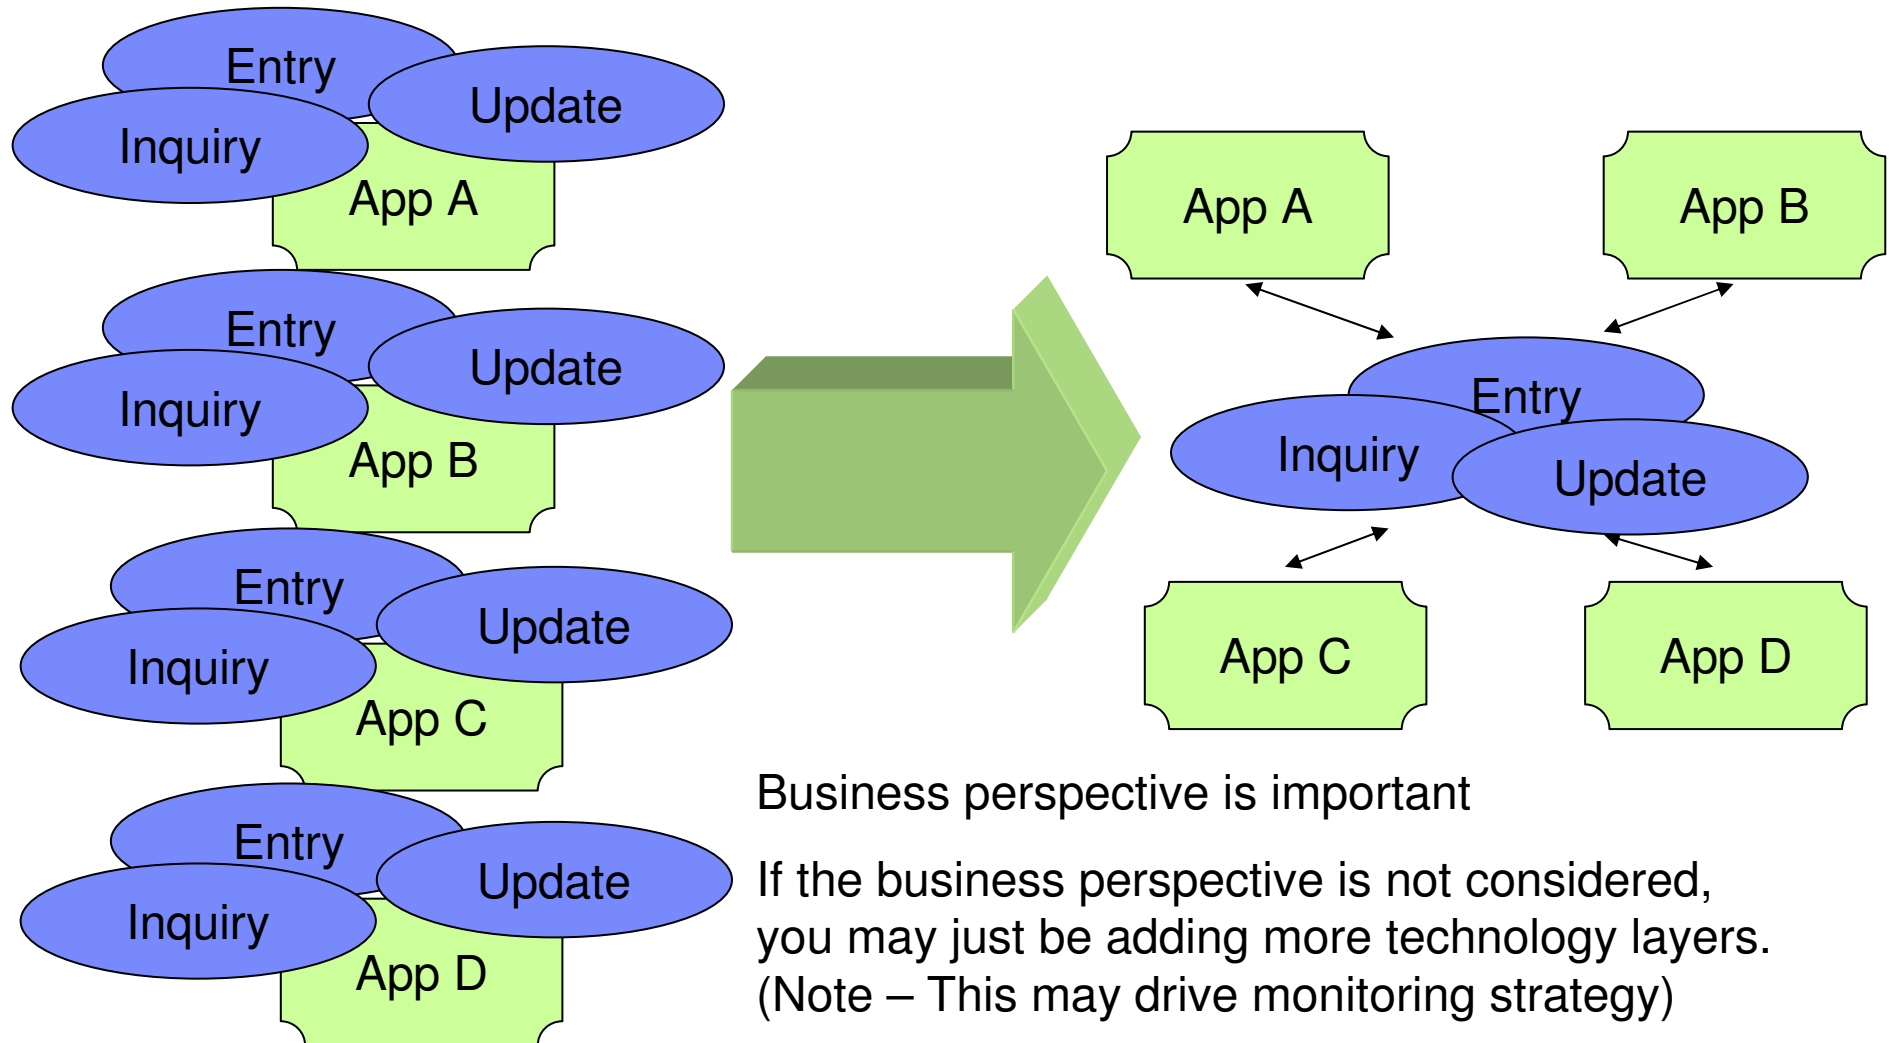 Entry
Update
Inquiry
App A
Entry
Update
Inquiry
App B
Entry
Update
Inquiry
App C
Entry
Update
Inquiry
App D
App A
App B
Entry
Inquiry
Update
App C
App D
Business perspective is important
If the business perspective is not considered,
you may just be adding more technology layers.
(Note – This may drive monitoring strategy)